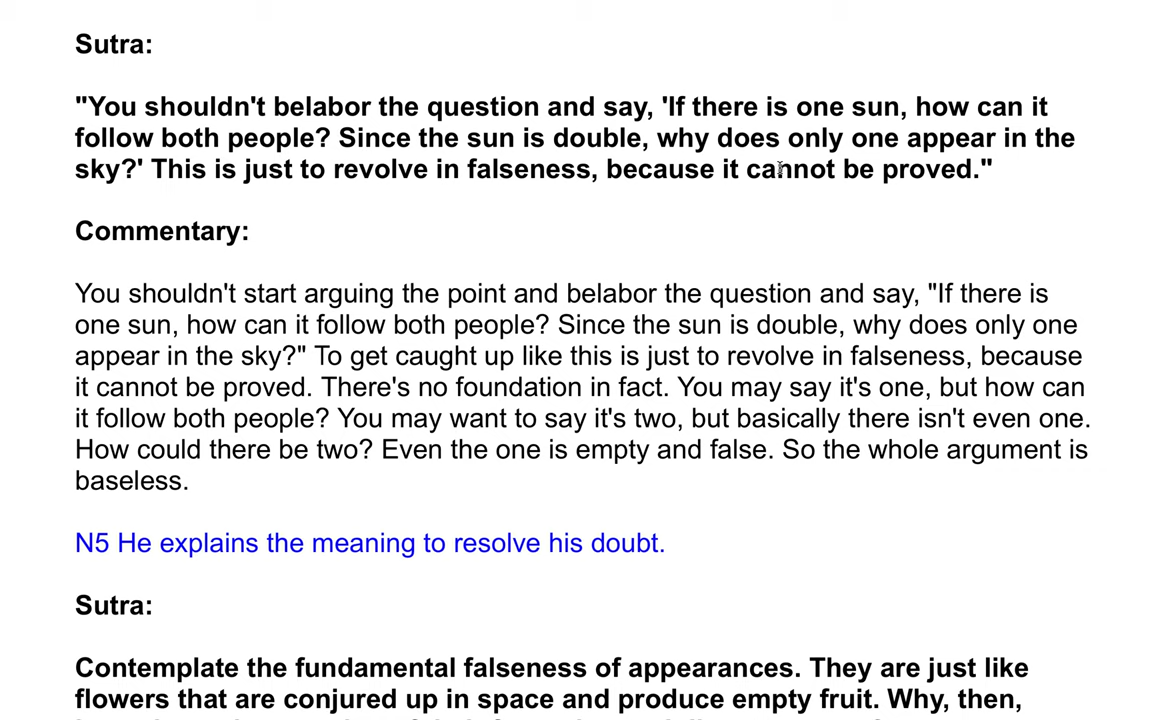 Sutra:
"You shouldn't belabor the question and say, 'If there is one sun, how can it
follow both people? Since the sun is double, why does only one appear in the
sky?' This is just to revolve in falseness, because it cannot be proved."
Commentary:
You shouldn't start arguing the point and belabor the question and say, "If there is
one sun, how can it follow both people? Since the sun is double, why does only one
appear in the sky?" To get caught up like this is just to revolve in falseness, because
it cannot be proved. There's no foundation in fact. You may say it's one, but how can
it follow both people? You may want to say it's two, but basically there isn't even one.
How could there be two? Even the one is empty and false. So the whole argument is
baseless.
N5 He explains the meaning to resolve his doubt.
Sutra:
Contemplate the fundamental falseness of appearances. They are just like
flowers that are conjured up in space and produce empty fruit. Why, then,